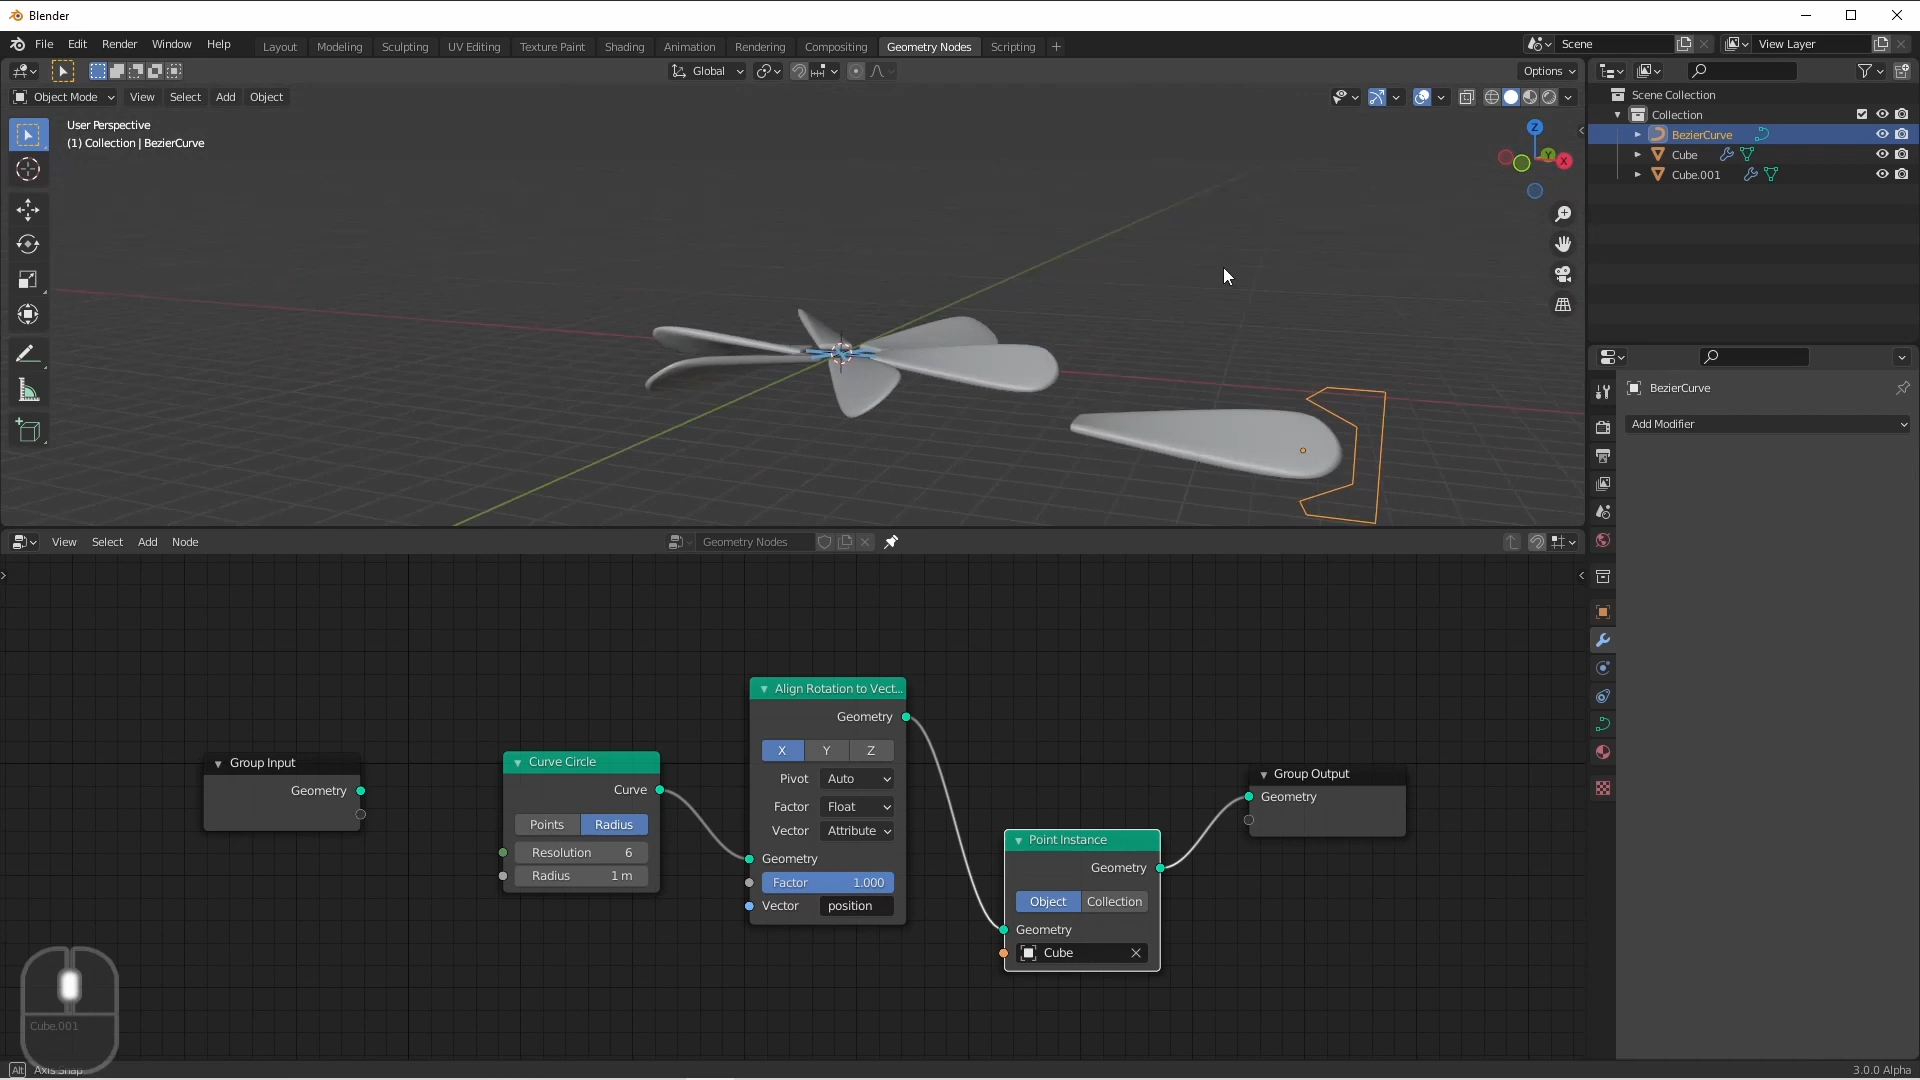 Blender
File Edit Render Window Help
Layout Modeling Sculpting UV Editing Texture Paint Shading Animation Rendering Compositing Geometry Nodes Scripting +
Scene
View Layer
Global
Options
Object Mode View Select Add Object
User Perspective
(1) Collection | BezierCurve
Z
Y
X
Scene Collection
Collection
BezierCurve
Cube
Cube.001
BezierCurve
Add Modifier
View Select Add Node
Geometry Nodes
Group Input
Geometry
Curve Circle
Curve
Points Radius
Resolution 6
Radius 1 m
Align Rotation to Vect...
Geometry
X Y Z
Pivot Auto
Factor Float
Vector Attribute
Geometry
Factor 1.000
Vector position
Point Instance
Geometry
Object Collection
Geometry
Cube
Group Output
Geometry
Cube.001
Alt Axis Snap
3.0.0 Alpha